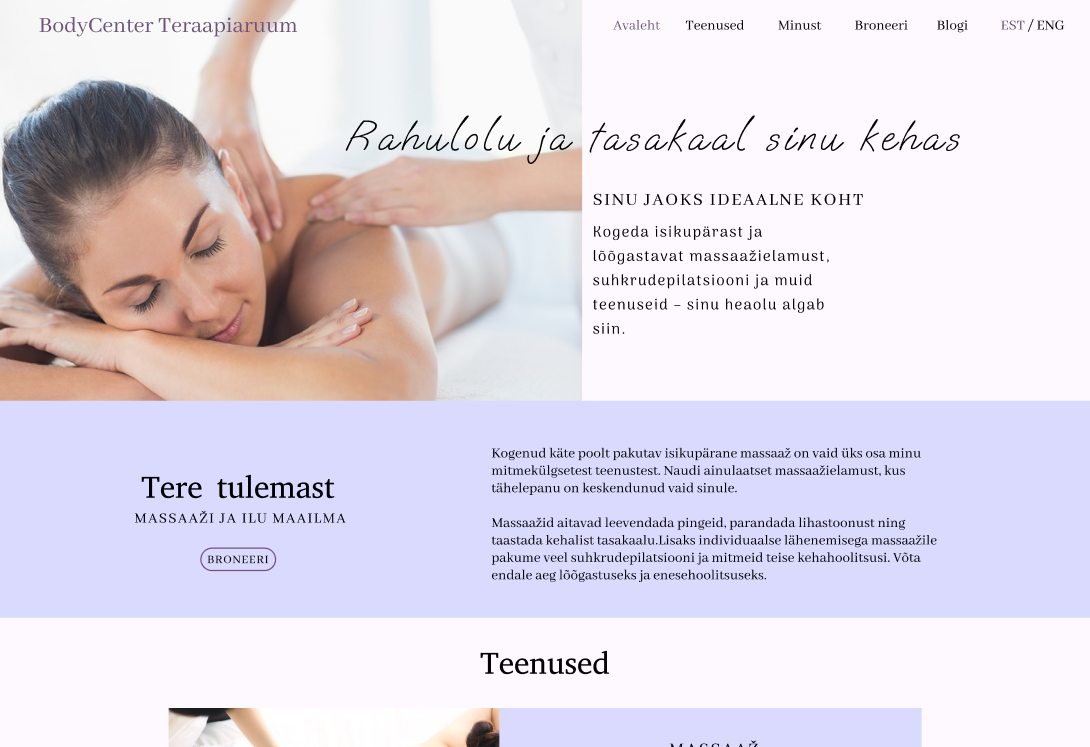 BodyCenter Teraapiaruum
Avaleht Teenused Minust Broneeri Blogi EST / ENG
Rahulolu ja tasakaal sinu kehas
SINU JAOKS IDEAALNE KOHT
Kogeda isikupärast ja
lõõgastavat massaažielamust,
suhkrudepilatsiooni ja muid
teenuseid – sinu heaolu algab
siin.
Tere tulemast
MASSAAŽI JA ILU MAAILMA
BRONEERI
Kogenud käte poolt pakutav isikupärane massaaž on vaid üks osa minu
mitmekülgsetest teenustest. Naudi ainulaatset massaažielamust, kus
tähelepanu on keskendunud vaid sinule.
Massaažid aitavad leevendada pingeid, parandada lihastoonust ning
taastada kehalist tasakaalu.Lisaks individuaalse lähenemisega massaažile
pakume veel suhkrudepilatsiooni ja mitmeid teise kehahoolitsusi. Võta
endale aeg lõõgastuseks ja enesehoolitsuseks.
Teenused
MASSAAŽ